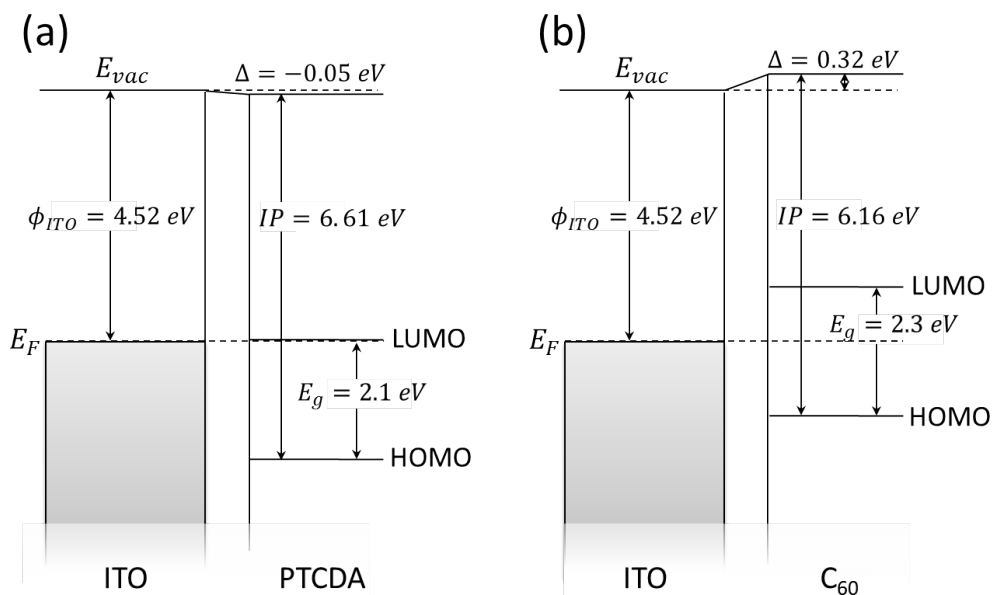 (a)
E_vac
Δ = −0.05 eV
ϕ_ITO = 4.52 eV
IP = 6.61 eV
E_F
LUMO
E_g = 2.1 eV
HOMO
ITO
PTCDA
(b)
E_vac
Δ = 0.32 eV
ϕ_ITO = 4.52 eV
IP = 6.16 eV
LUMO
E_g = 2.3 eV
E_F
HOMO
ITO
C₆₀